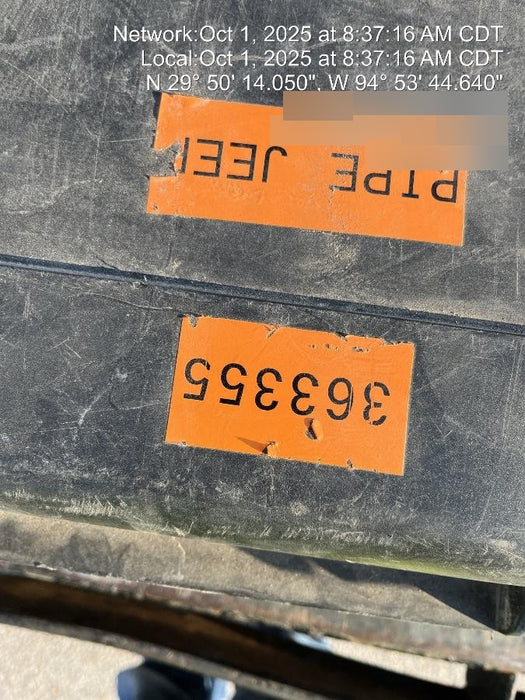 Network:Oct 1, 2025 at 8:37:16 AM CDT
Local:Oct 1, 2025 at 8:37:16 AM CDT
N 29° 50' 14.050", W 94° 53' 44.640"
PIPE JEEP
363355